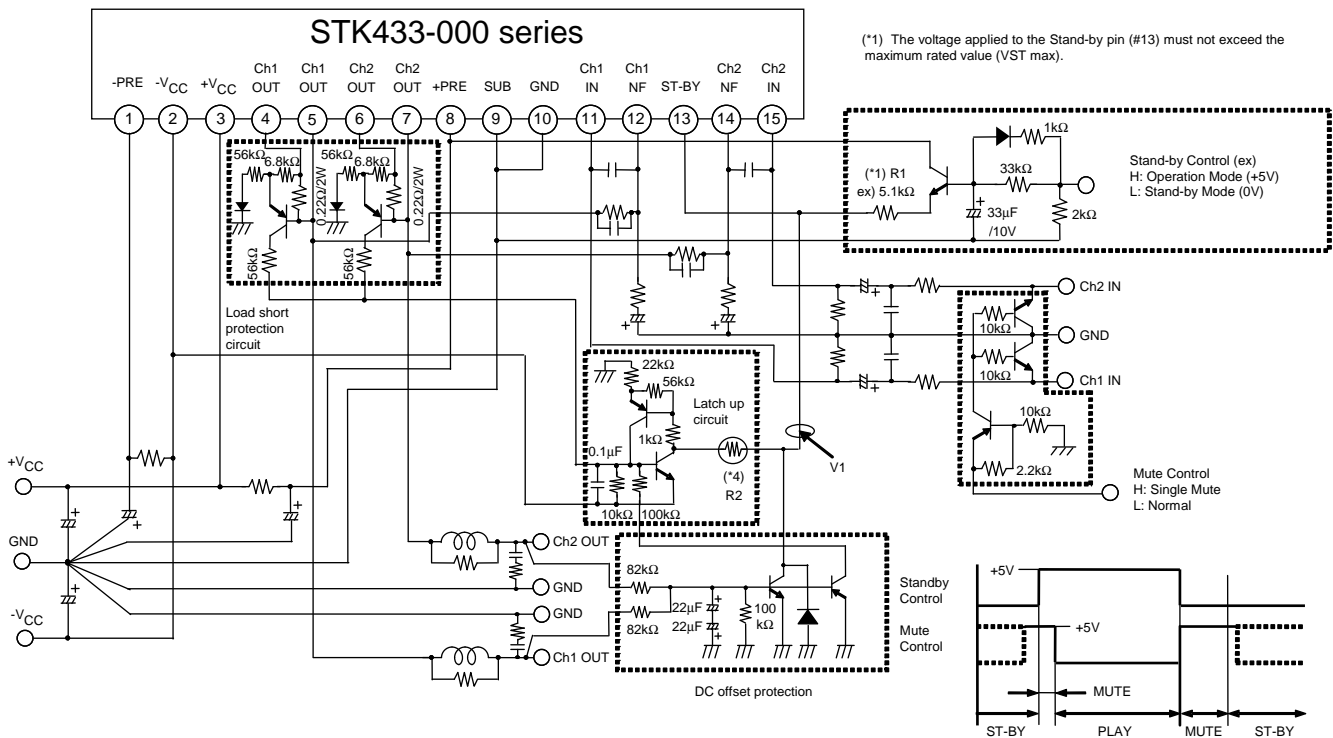 STK433-000 series
(*1) The voltage applied to the Stand-by pin (#13) must not exceed the
maximum rated value (VST max).
-PRE
-VCC
+VCC
Ch1
OUT
Ch1
OUT
Ch2
OUT
Ch2
OUT
+PRE
SUB
GND
Ch1
IN
Ch1
NF
ST-BY
Ch2
NF
Ch2
IN
1
2
3
4
5
6
7
8
9
10
11
12
13
14
15
56kΩ
6.8kΩ
0.22Ω/2W
56kΩ
56kΩ
6.8kΩ
0.22Ω/2W
56kΩ
Load short
protection
circuit
(*1) R1
ex) 5.1kΩ
1kΩ
33kΩ
33µF
/10V
2kΩ
Stand-by Control (ex)
H: Operation Mode (+5V)
L: Stand-by Mode (0V)
Ch2 IN
GND
Ch1 IN
10kΩ
10kΩ
10kΩ
2.2kΩ
Mute Control
H: Single Mute
L: Normal
22kΩ
56kΩ
Latch up
circuit
1kΩ
0.1µF
(*4)
R2
10kΩ
100kΩ
V1
+VCC
GND
-VCC
Ch2 OUT
GND
GND
Ch1 OUT
82kΩ
82kΩ
22µF
22µF
100
kΩ
DC offset protection
Standby
Control
Mute
Control
+5V
+5V
MUTE
ST-BY
PLAY
MUTE
ST-BY